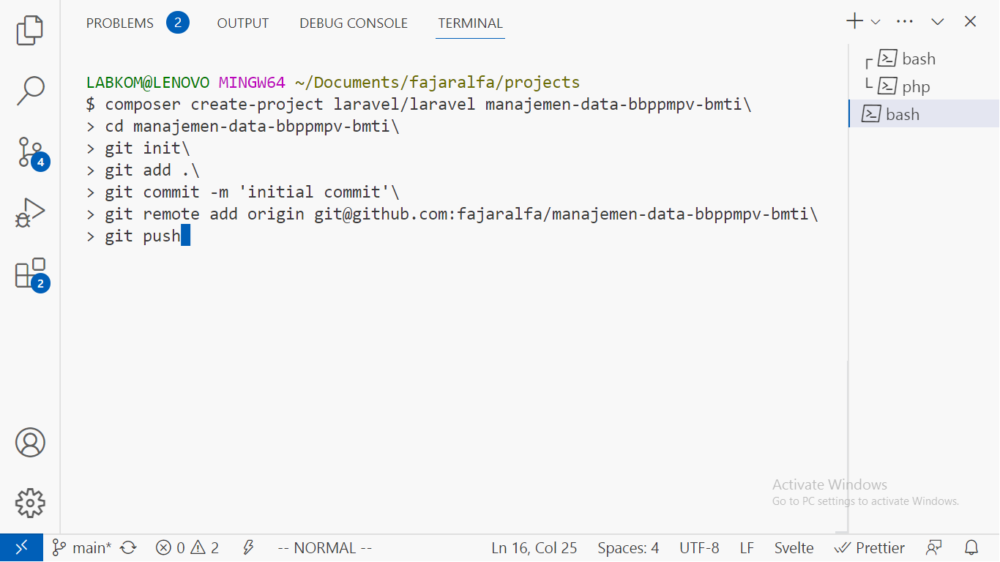 PROBLEMS 2 OUTPUT DEBUG CONSOLE TERMINAL
LABKOM@LENOVO MINGW64 ~/Documents/fajaralfa/projects
$ composer create-project laravel/laravel manajemen-data-bbppmpv-bmti\
> cd manajemen-data-bbppmpv-bmti\
> git init\
> git add .\
> git commit -m 'initial commit'\
> git remote add origin git@github.com:fajaralfa/manajemen-data-bbppmpv-bmti\
> git push
bash
php
bash
4
2
Activate Windows
Go to PC settings to activate Windows.
main* 0 2 -- NORMAL -- Ln 16, Col 25 Spaces: 4 UTF-8 LF Svelte Prettier